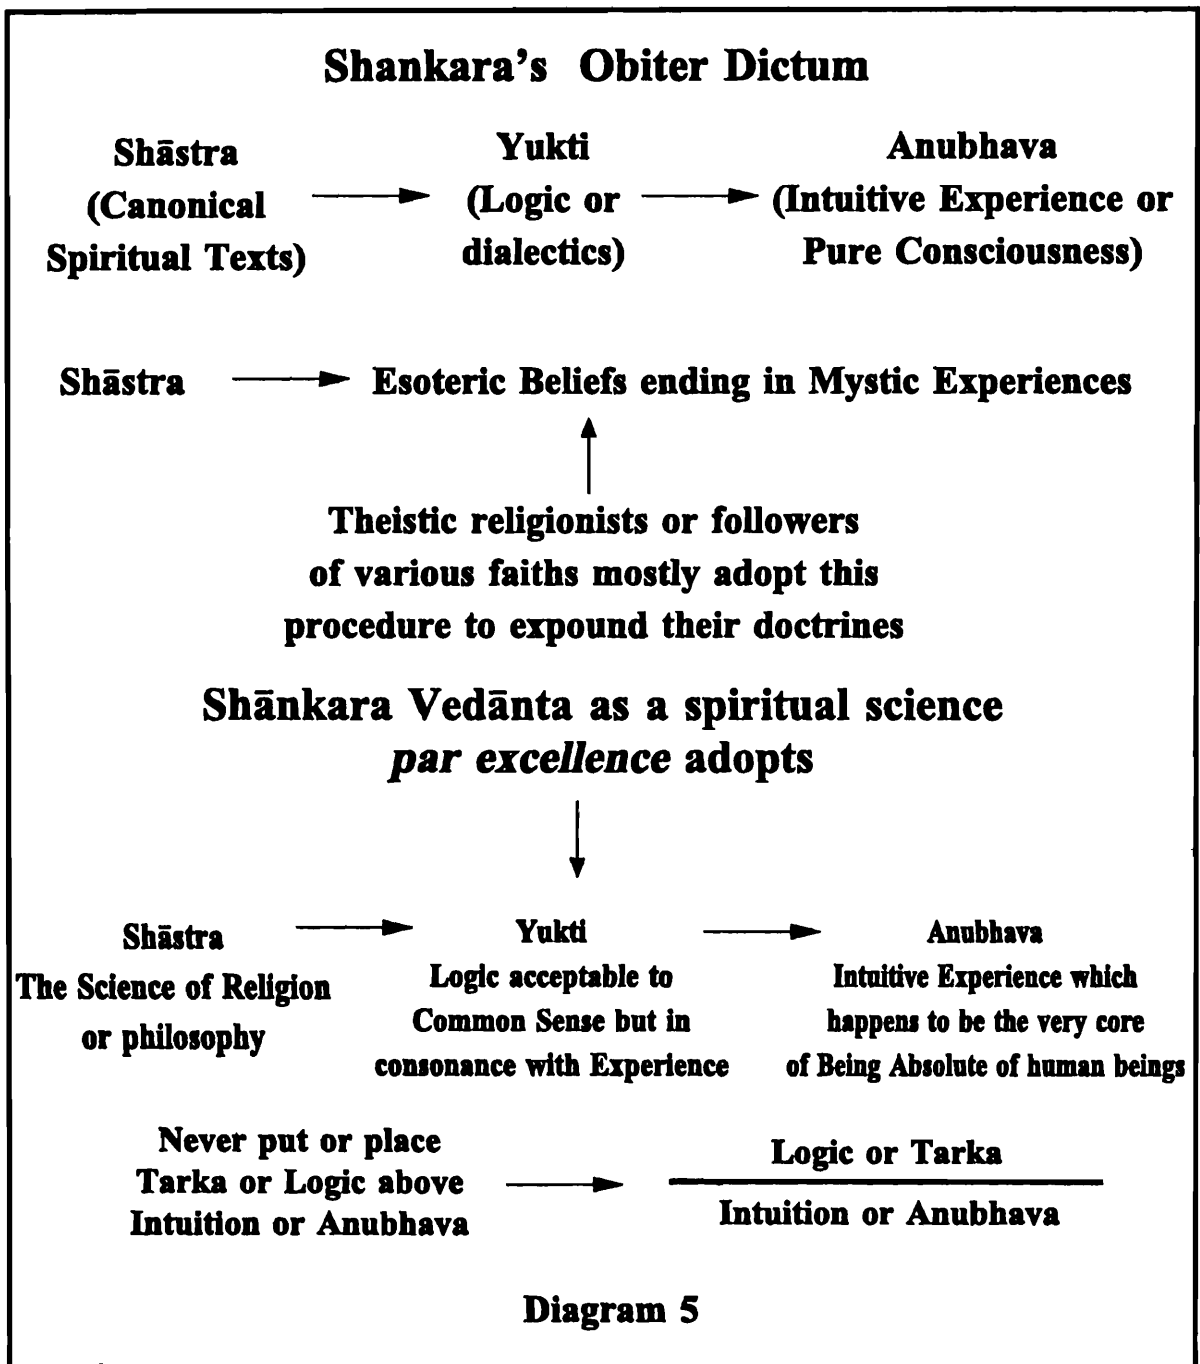 Shankara's Obiter Dictum
Shāstra
(Canonical
Spiritual Texts)
Yukti
(Logic or
dialectics)
Anubhava
(Intuitive Experience or
Pure Consciousness)
Shāstra
Esoteric Beliefs ending in Mystic Experiences
Theistic religionists or followers
of various faiths mostly adopt this
procedure to expound their doctrines
Shānkara Vedānta as a spiritual science
par excellence adopts
Shāstra
The Science of Religion
or philosophy
Yukti
Logic acceptable to
Common Sense but in
consonance with Experience
Anubhava
Intuitive Experience which
happens to be the very core
of Being Absolute of human beings
Never put or place
Tarka or Logic above
Intuition or Anubhava
Logic or Tarka
Intuition or Anubhava
Diagram 5